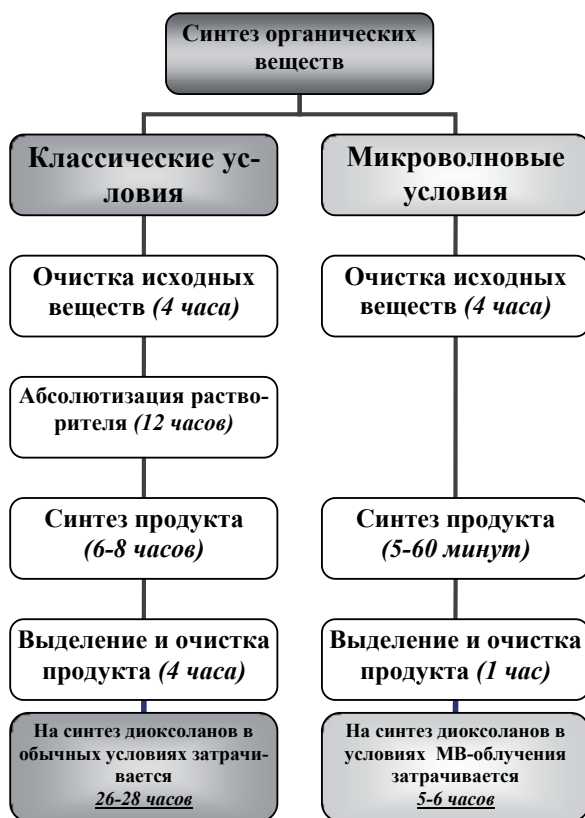 Синтез органических
веществ
Классические ус-
ловия
Очистка исходных
веществ (4 часа)
Абсолютизация раство-
рителя (12 часов)
Синтез продукта
(6-8 часов)
Выделение и очистка
продукта (4 часа)
На синтез диоксоланов в
обычных условиях затрачи-
вается
26-28 часов
Микроволновые
условия
Очистка исходных
веществ (4 часа)
Синтез продукта
(5-60 минут)
Выделение и очистка
продукта (1 час)
На синтез диоксоланов в
условиях МВ-облучения
затрачивается
5-6 часов